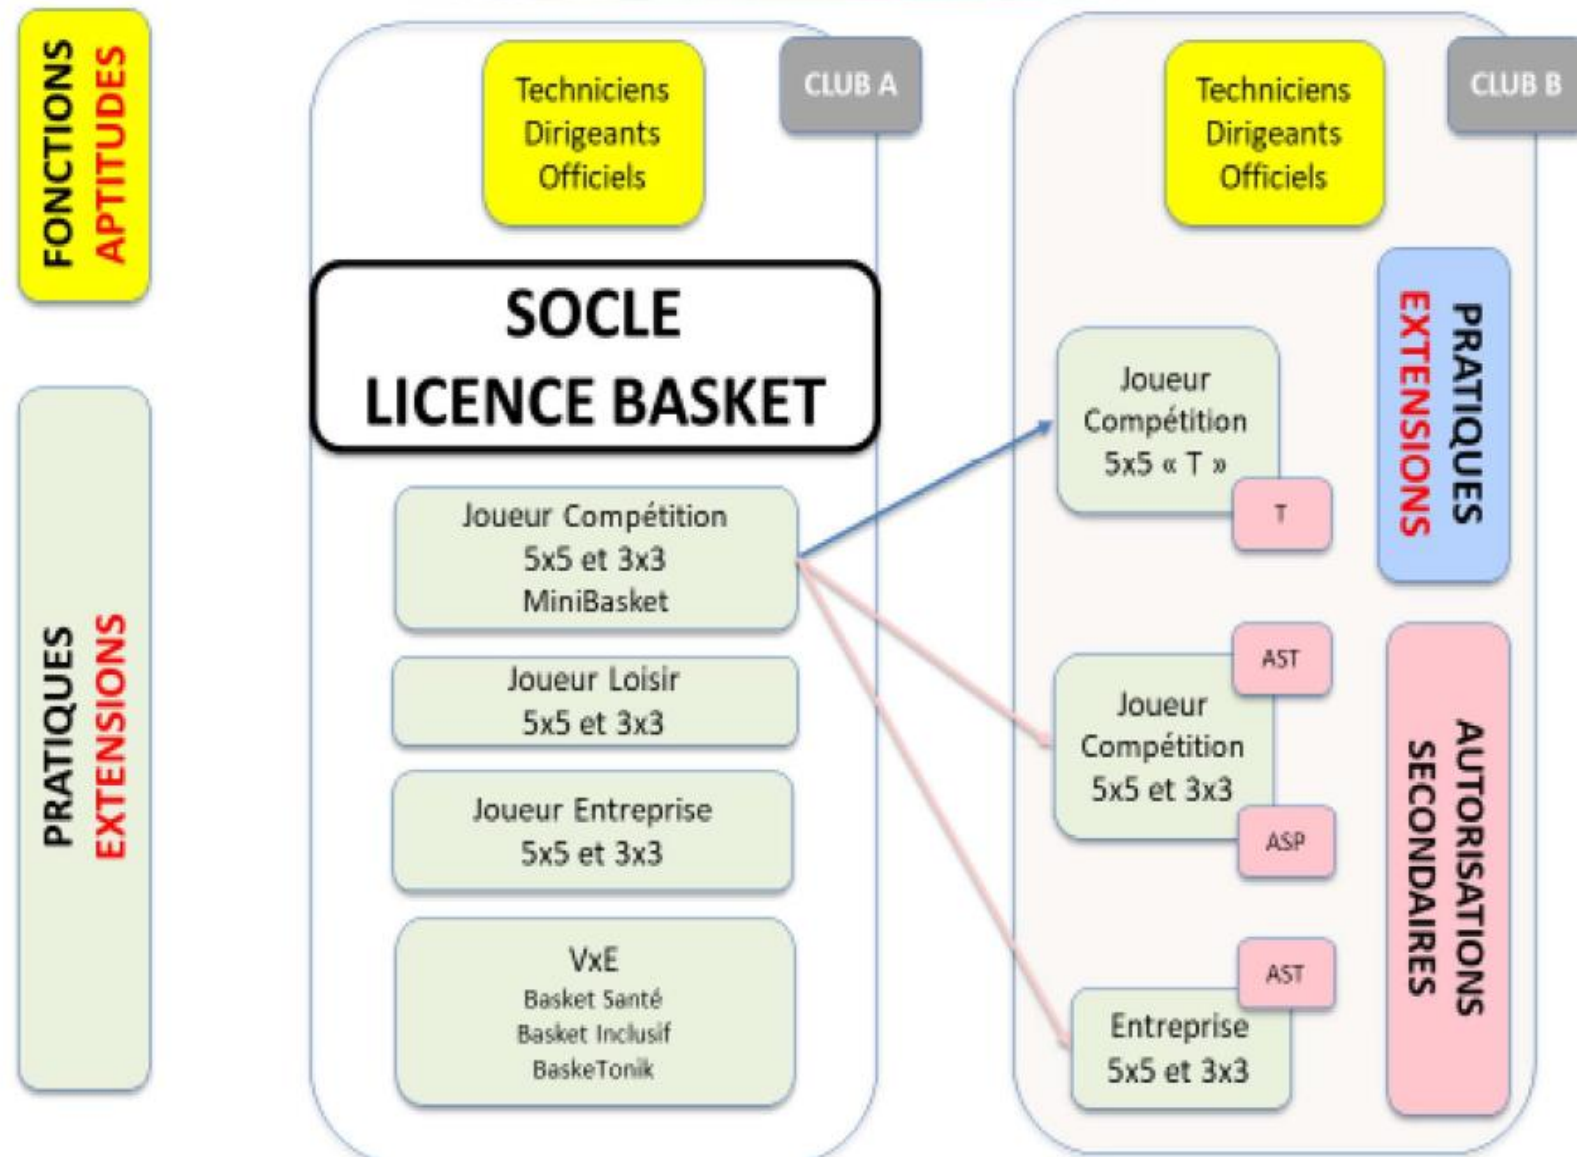 FONCTIONS
APTITUDES
PRATIQUES
EXTENSIONS
CLUB A
Techniciens
Dirigeants
Officiels
SOCLE
LICENCE BASKET
Joueur Compétition
5x5 et 3x3
MiniBasket
Joueur Loisir
5x5 et 3x3
Joueur Entreprise
5x5 et 3x3
VxE
Basket Santé
Basket Inclusif
BaskeTonik
CLUB B
Techniciens
Dirigeants
Officiels
Joueur
Compétition
5x5 « T »
T
PRATIQUES
EXTENSIONS
AST
Joueur
Compétition
5x5 et 3x3
ASP
AST
Entreprise
5x5 et 3x3
AUTORISATIONS
SECONDAIRES